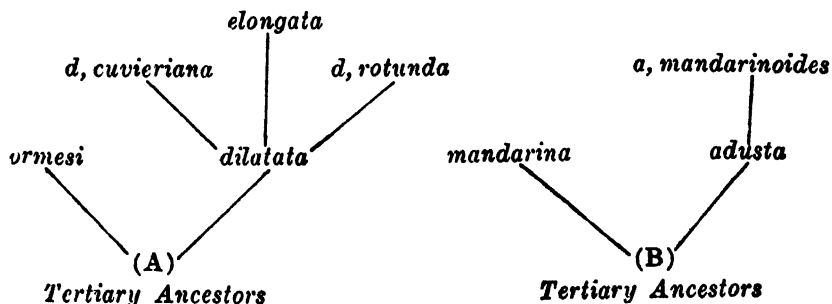 elongata
d, cuvieriana
d, rotunda
a, mandarinoides
vrmesi
dilatata
mandarina
adusta
(A)
(B)
Tertiary Ancestors
Tertiary Ancestors